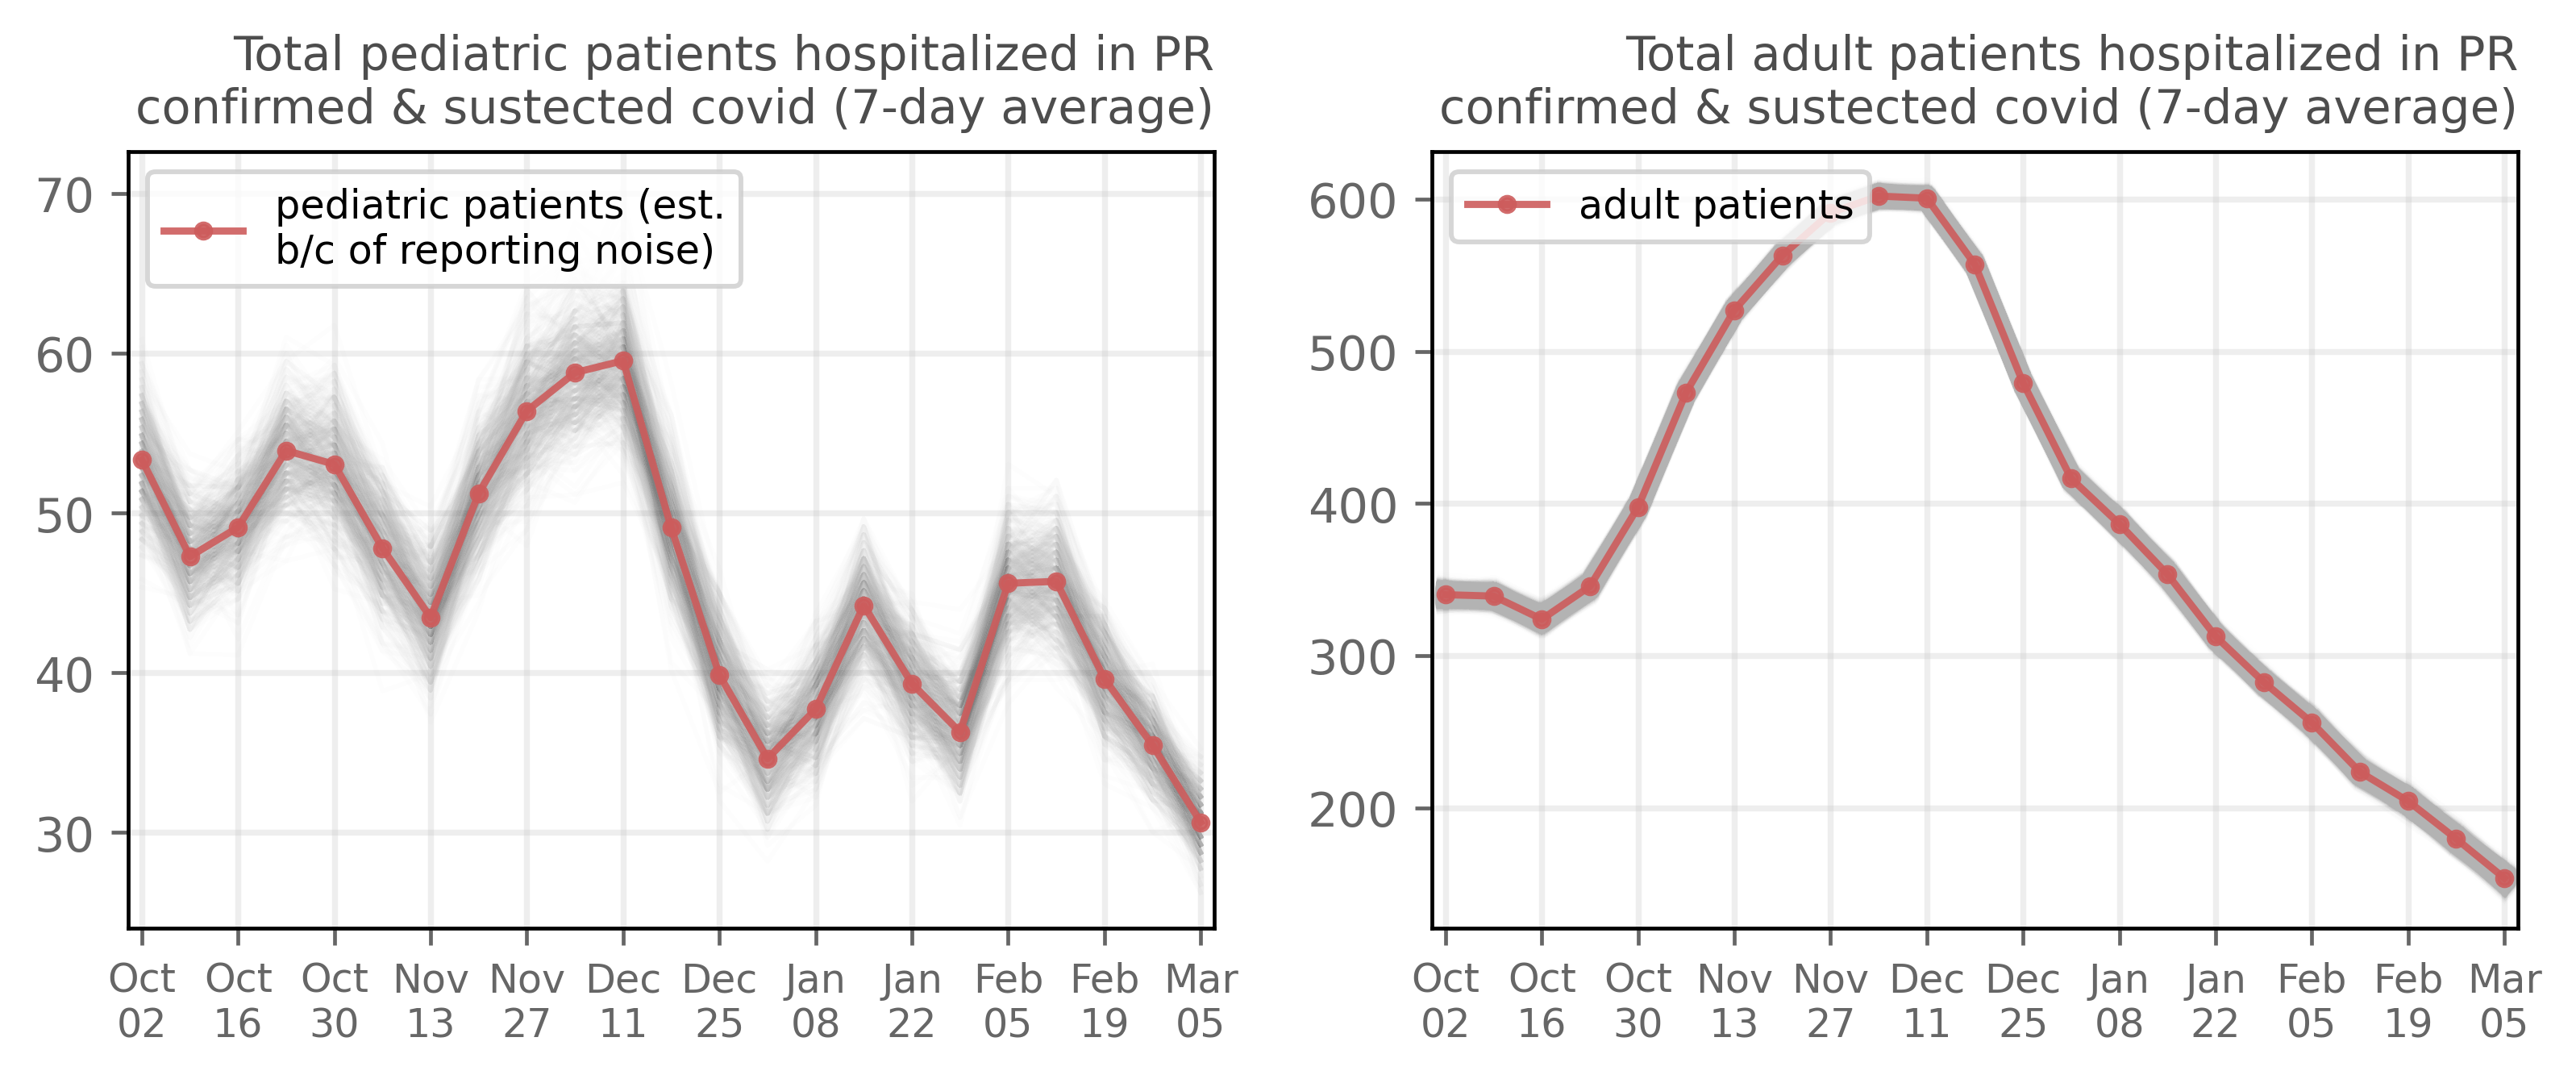 Total pediatric patients hospitalized in PR
confirmed & sustected covid (7-day average)
pediatric patients (est.
b/c of reporting noise)
70
60
50
40
30
Oct Oct Oct Nov Nov Dec Dec Jan Jan Feb Feb Mar
02 16 30 13 27 11 25 08 22 05 19 05
Total adult patients hospitalized in PR
confirmed & sustected covid (7-day average)
adult patients
600
500
400
300
200
Oct Oct Oct Nov Nov Dec Dec Jan Jan Feb Feb Mar
02 16 30 13 27 11 25 08 22 05 19 05